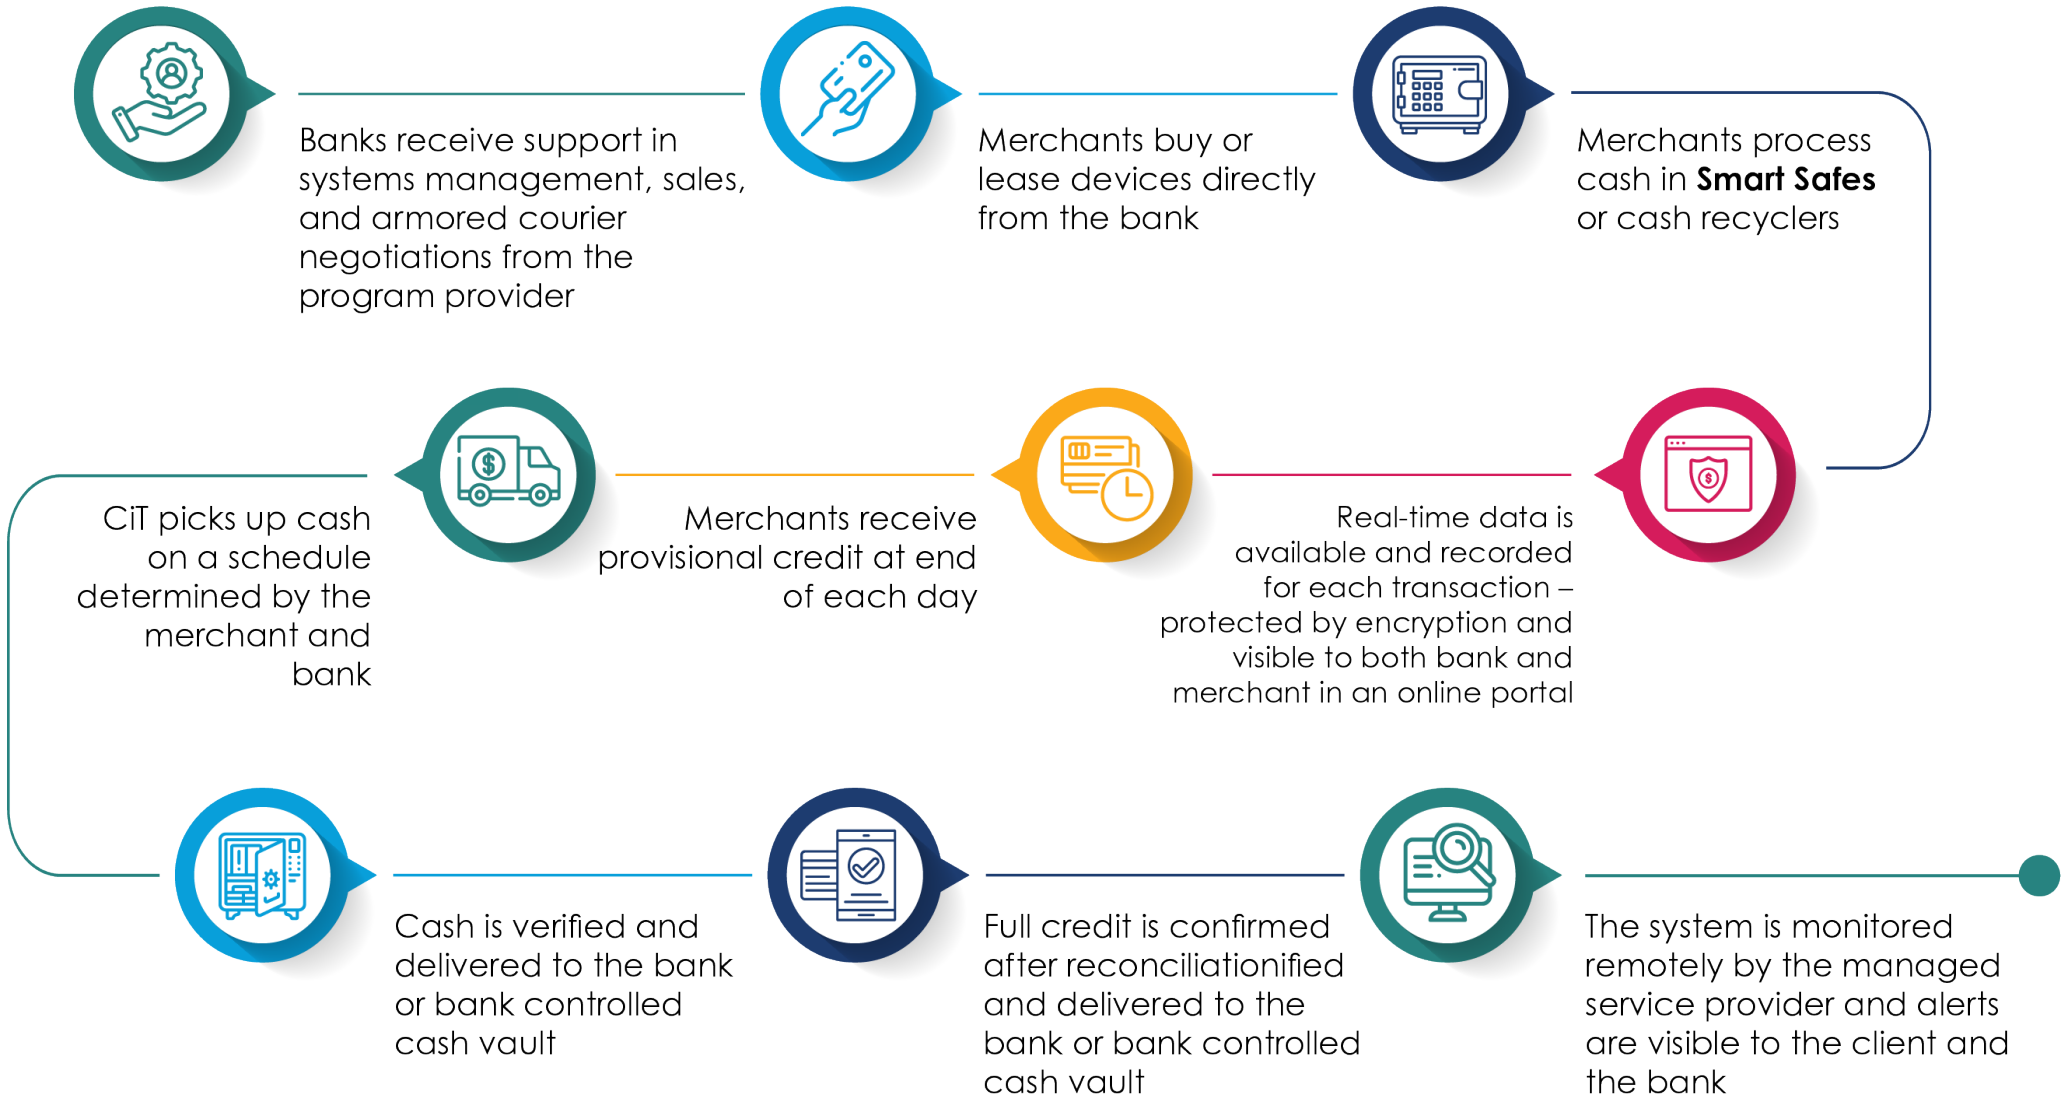 Banks receive support in
systems management, sales,
and armored courier
negotiations from the
program provider
Merchants buy or
lease devices directly
from the bank
Merchants process
cash in Smart Safes
or cash recyclers
Real-time data is
available and recorded
for each transaction –
protected by encryption and
visible to both bank and
merchant in an online portal
Merchants receive
provisional credit at end
of each day
CiT picks up cash
on a schedule
determined by the
merchant and
bank
Cash is verified and
delivered to the bank
or bank controlled
cash vault
Full credit is confirmed
after reconciliationified
and delivered to the
bank or bank controlled
cash vault
The system is monitored
remotely by the managed
service provider and alerts
are visible to the client and
the bank